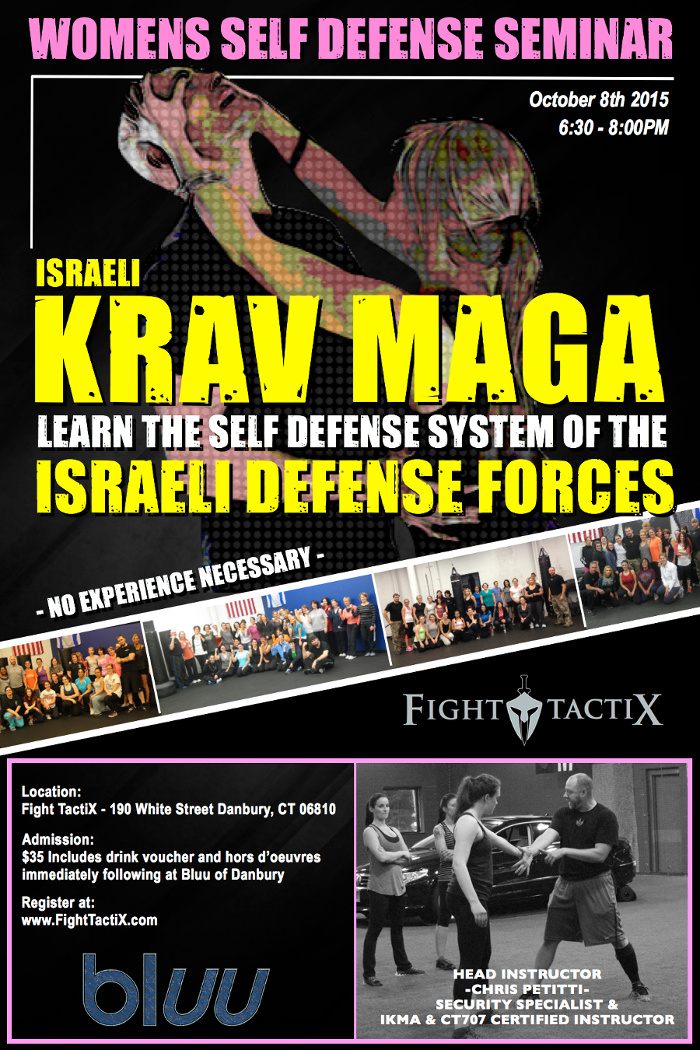 WOMENS SELF DEFENSE SEMINAR
October 8th 2015
6:30 - 8:00PM
ISRAELI
KRAV MAGA
LEARN THE SELF DEFENSE SYSTEM OF THE
ISRAELI DEFENSE FORCES
- NO EXPERIENCE NECESSARY -
FIGHT TACTIX
Location:
Fight TactiX - 190 White Street Danbury, CT 06810
Admission:
$35 Includes drink voucher and hors d'oeuvres
immediately following at Bluu of Danbury
Register at:
www.FightTactiX.com
bluu
HEAD INSTRUCTOR
-CHRIS PETITTI-
SECURITY SPECIALIST &
IKMA & CT707 CERTIFIED INSTRUCTOR